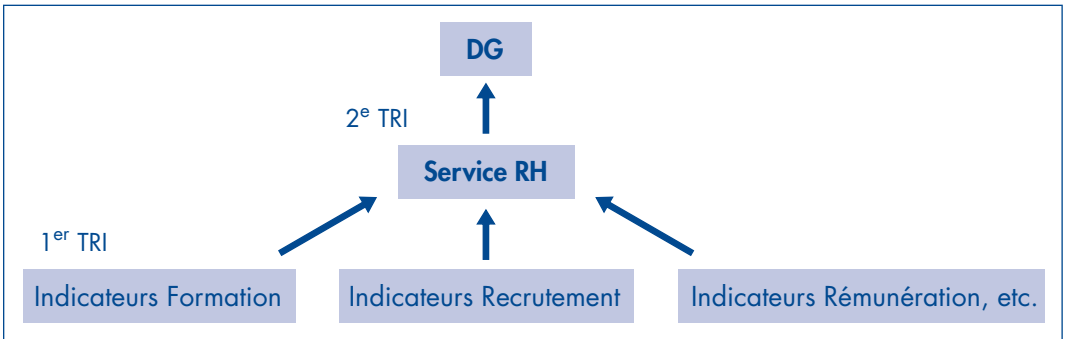 DG
2e TRI
Service RH
1er TRI
Indicateurs Formation
Indicateurs Recrutement
Indicateurs Rémunération, etc.